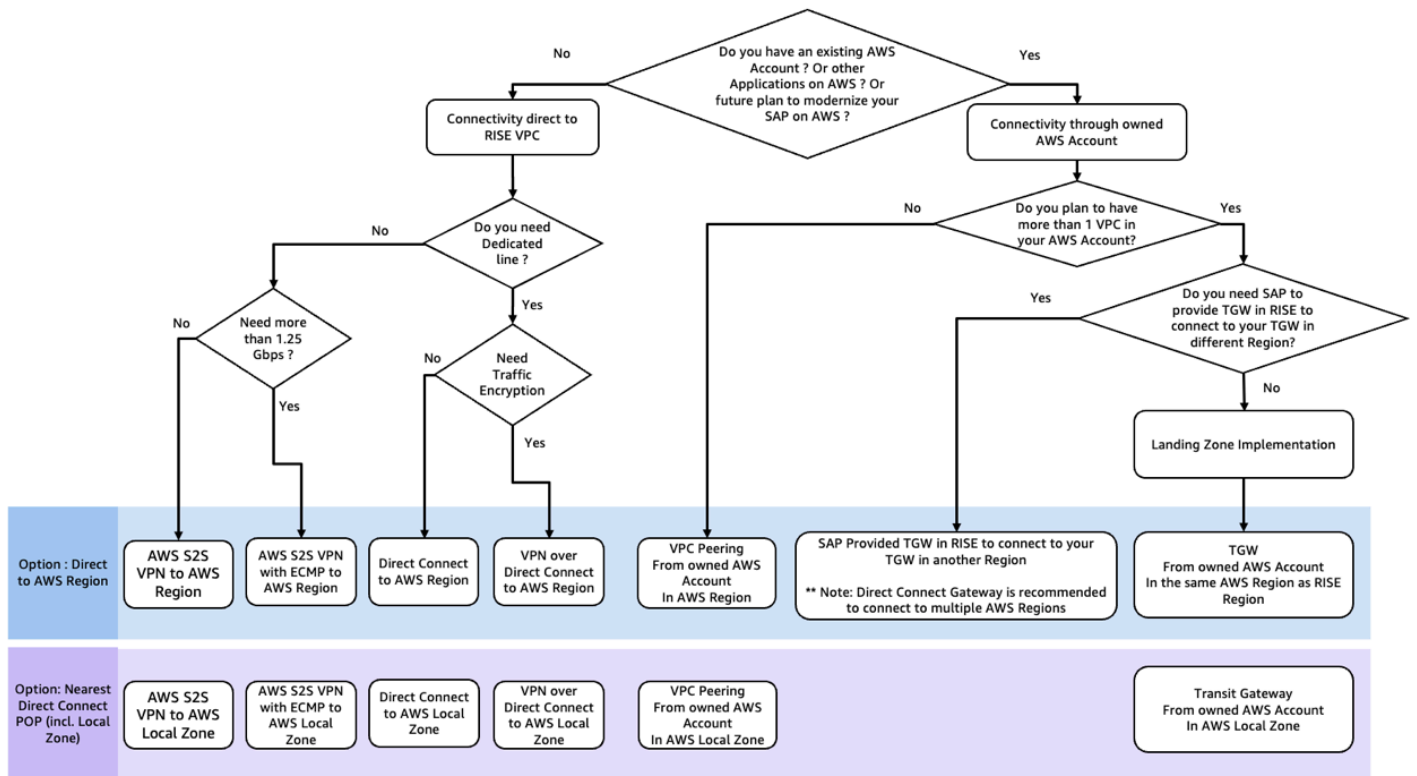 Do you have an existing AWS
Account ? Or other
Applications on AWS ? Or
future plan to modernize your
SAP on AWS ?
No
Yes
Connectivity direct to
RISE VPC
Connectivity through owned
AWS Account
Do you need
Dedicated
line ?
No
Yes
Do you plan to have
more than 1 VPC in
your AWS Account?
No
Yes
Need more
than 1.25
Gbps ?
No
Yes
Need
Traffic
Encryption
No
Yes
Do you need SAP to
provide TGW in RISE to
connect to your TGW in
different Region?
Yes
No
Landing Zone Implementation
Option : Direct
to AWS Region
AWS S2S
VPN to AWS
Region
AWS S2S VPN
with ECMP to
AWS Region
Direct Connect
to AWS Region
VPN over
Direct Connect
to AWS Region
VPC Peering
From owned AWS
Account
In AWS Region
SAP Provided TGW in RISE to connect to your
TGW in another Region
** Note: Direct Connect Gateway is recommended
to connect to multiple AWS Regions
TGW
From owned AWS Account
In the same AWS Region as RISE
Region
Option: Nearest
Direct Connect
POP (incl. Local
Zone)
AWS S2S
VPN to AWS
Local Zone
AWS S2S VPN
with ECMP to
AWS Local
Zone
Direct Connect
to AWS Local
Zone
VPN over
Direct Connect
to AWS Local
Zone
VPC Peering
From owned AWS
Account
In AWS Local Zone
Transit Gateway
From owned AWS Account
In AWS Local Zone